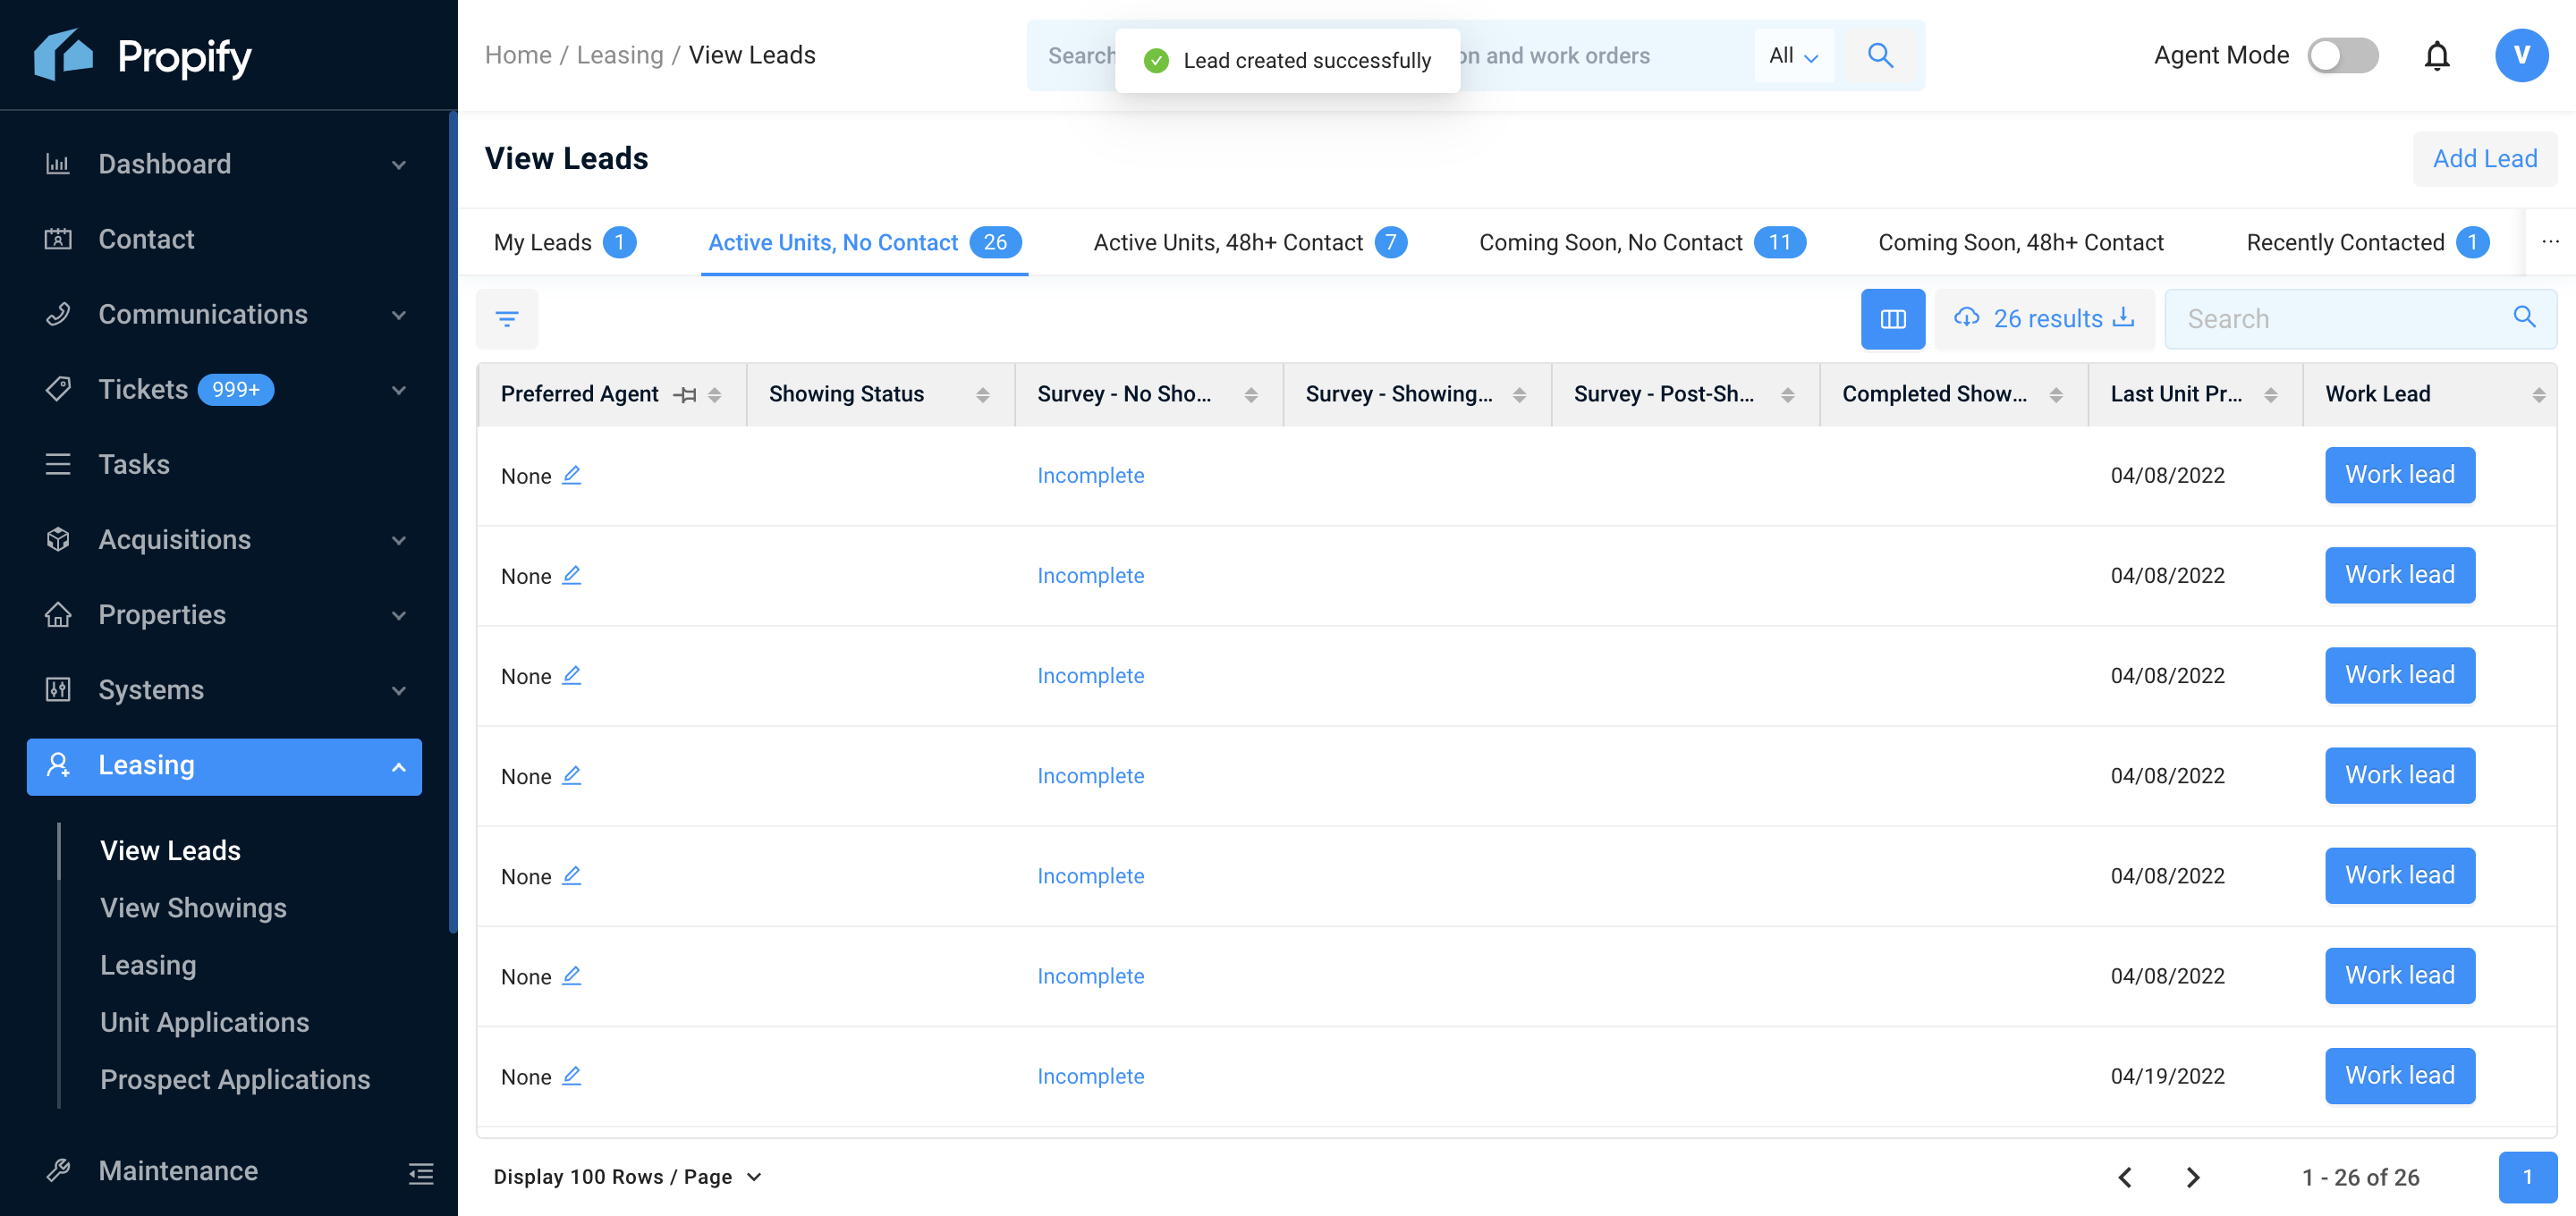 Propify
Home / Leasing / View Leads
Search
Lead created successfully
on and work orders
All
Agent Mode
V
Dashboard
Contact
Communications
Tickets 999+
Tasks
Acquisitions
Properties
Systems
Leasing
View Leads
View Showings
Leasing
Unit Applications
Prospect Applications
Maintenance
View Leads
Add Lead
My Leads 1
Active Units, No Contact 26
Active Units, 48h+ Contact 7
Coming Soon, No Contact 11
Coming Soon, 48h+ Contact
Recently Contacted 1
...
26 results
Search
Preferred Agent Showing Status Survey - No Sho... Survey - Showing... Survey - Post-Sh... Completed Show... Last Unit Pr... Work Lead
None Incomplete 04/08/2022 Work lead
None Incomplete 04/08/2022 Work lead
None Incomplete 04/08/2022 Work lead
None Incomplete 04/08/2022 Work lead
None Incomplete 04/08/2022 Work lead
None Incomplete 04/08/2022 Work lead
None Incomplete 04/19/2022 Work lead
Display 100 Rows / Page
1 - 26 of 26
1